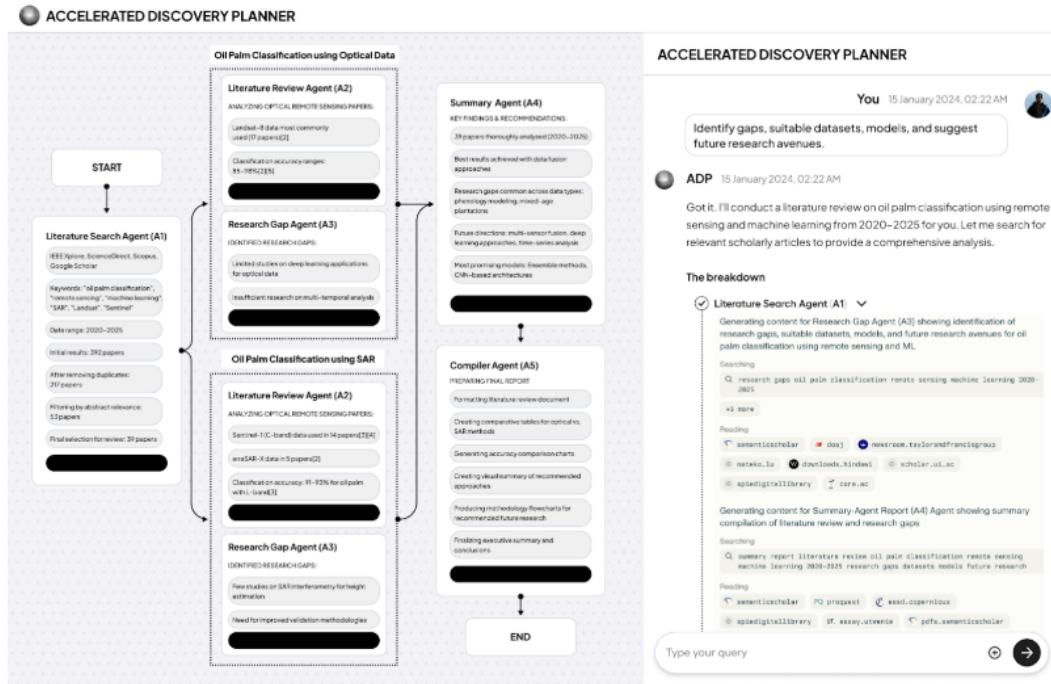 ACCELERATED DISCOVERY PLANNER
START
Literature Search Agent (A1)
IEEE Xplore, ScienceDirect, Scopus,
Google Scholar
Keywords: "oil palm classification",
"remote sensing", "machine learning",
"SAR", "Landsat", "Sentinel"
Date range: 2020-2025
Initial results: 392 papers
After removing duplicates:
217 papers
Filtering by abstract relevance:
53 papers
Final selection for review: 39 papers
Oil Palm Classification using Optical Data
Literature Review Agent (A2)
ANALYZING OPTICAL REMOTE SENSING PAPERS:
Landsat-8 data most commonly
used (17 papers)[2]
Classification accuracy ranges:
85-98%[2][5]
Research Gap Agent (A3)
IDENTIFIED RESEARCH GAPS:
Limited studies on deep learning applications
for optical data
Insufficient research on multi-temporal analysis
Oil Palm Classification using SAR
Literature Review Agent (A2)
ANALYZING OPTICAL REMOTE SENSING PAPERS:
Sentinel-1 (C-band) data used in 14 papers[3][4]
erraSAR-X data in 5 papers[2]
Classification accuracy: 91-93% for oil palm
with L-band[3]
Research Gap Agent (A3)
IDENTIFIED RESEARCH GAPS:
Few studies on SAR interferometry for height
estimation
Need for improved validation methodologies
Summary Agent (A4)
KEY FINDINGS & RECOMMENDATIONS:
39 papers thoroughly analyzed (2020-2025)
Best results achieved with data fusion
approaches
Research gaps common across data types:
phenology modeling, mixed-age
plantations
Future directions: multi-sensor fusion, deep
learning approaches, time-series analysis
Most promising models: Ensemble methods,
CNN-based architectures
Compiler Agent (A5)
PREPARING FINAL REPORT
Formatting literature review document
Creating comparative tables for optical vs.
SAR methods
Generating accuracy comparison charts
Creating visual summary of recommended
approaches
Producing methodology flowcharts for
recommended future research
Finalizing executive summary and
conclusions
END
ACCELERATED DISCOVERY PLANNER
You 15 January 2024, 02:22 AM
Identify gaps, suitable datasets, models, and suggest
future research avenues.
ADP 15 January 2024, 02:22 AM
Got it. I'll conduct a literature review on oil palm classification using remote
sensing and machine learning from 2020-2025 for you. Let me search for
relevant scholarly articles to provide a comprehensive analysis.
The breakdown
Literature Search Agent (A1)
Generating content for Research Gap Agent (A3) showing identification of
research gaps, suitable datasets, models, and future research avenues for oil
palm classification using remote sensing and ML
Searching
research gaps oil palm classification remote sensing machine learning 2020-
2025
+3 more
Reading
semanticscholar doaj newsroom.taylorandfrancisgroup
nateko.lu downloads.hindawi scholar.ui.ac
spiedigitallibrary core.ac
Generating content for Summary-Agent Report (A4) Agent showing summary
compilation of literature review and research gaps
Searching
summary report literature review oil palm classification remote sensing
machine learning 2020-2025 research gaps datasets models future research
Reading
semanticscholar proquest essd.copernicus
spiedigitallibrary essay.utwente pdfs.semanticscholar
Type your query